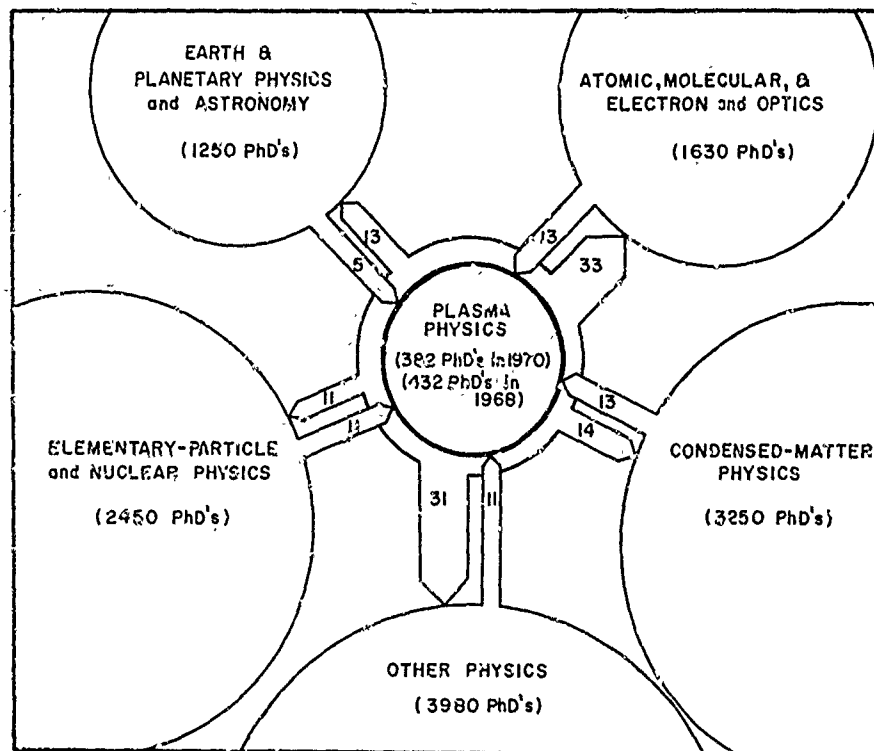 EARTH &
PLANETARY PHYSICS
and ASTRONOMY
(1250 PhD's)
ATOMIC, MOLECULAR, &
ELECTRON and OPTICS
(1630 PhD's)
13
5
13
33
PLASMA
PHYSICS
(382 PhD's in 1970)
(432 PhD's in
1968)
11
11
13
14
ELEMENTARY-PARTICLE
and NUCLEAR PHYSICS
(2450 PhD's)
CONDENSED-MATTER
PHYSICS
(3250 PhD's)
31
11
OTHER PHYSICS
(3980 PhD's)